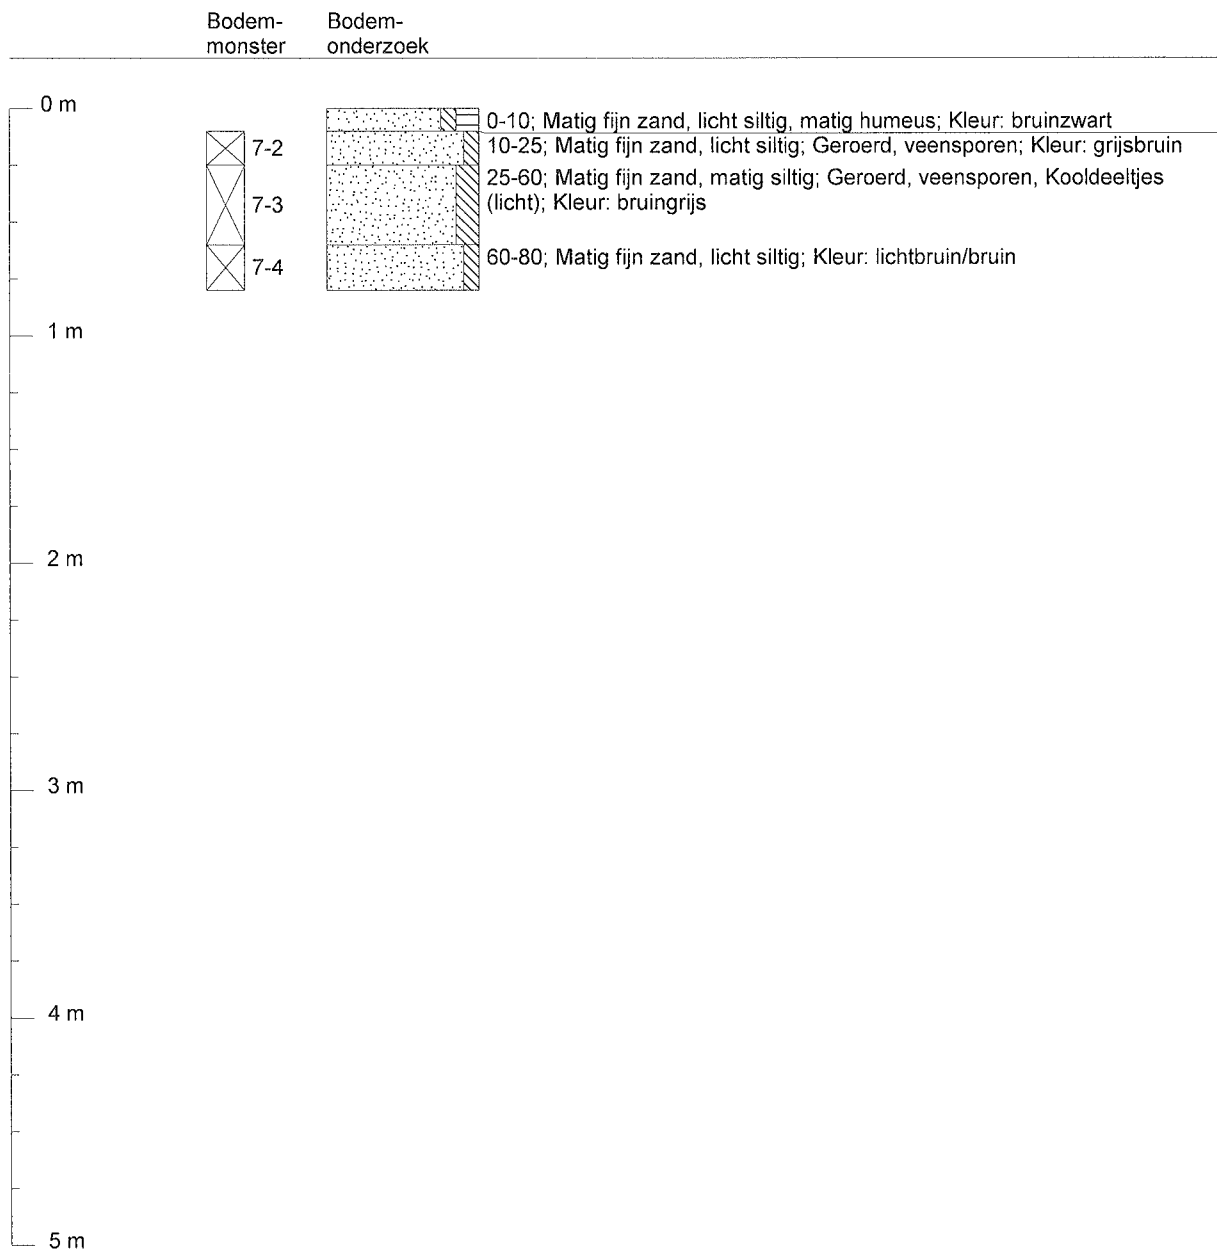 Bodem-
monster
Bodem-
onderzoek
0 m
0-10; Matig fijn zand, licht siltig, matig humeus; Kleur: bruinzwart
7-2
10-25; Matig fijn zand, licht siltig; Geroerd, veensporen; Kleur: grijsbruin
7-3
25-60; Matig fijn zand, matig siltig; Geroerd, veensporen, Kooldeeltjes
(licht); Kleur: bruingrijs
7-4
60-80; Matig fijn zand, licht siltig; Kleur: lichtbruin/bruin
1 m
2 m
3 m
4 m
5 m